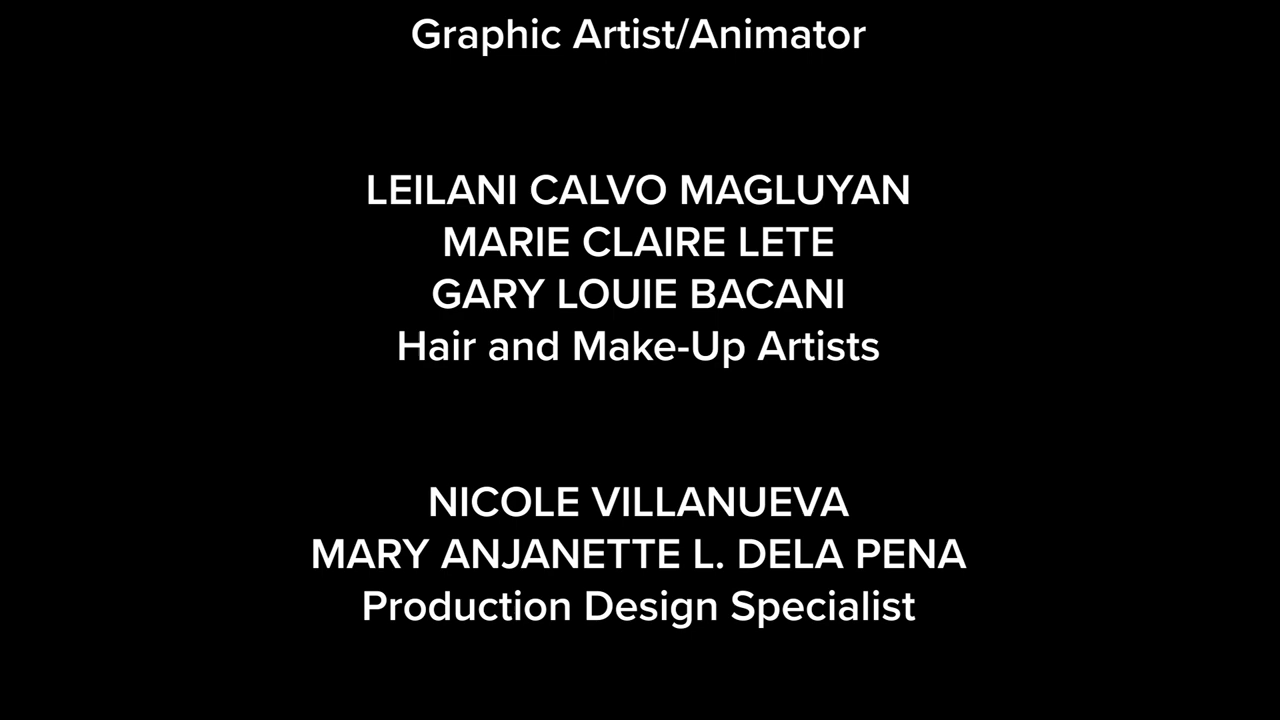 Graphic Artist/Animator
LEILANI CALVO MAGLUYAN
MARIE CLAIRE LETE
GARY LOUIE BACANI
Hair and Make-Up Artists
NICOLE VILLANUEVA
MARY ANJANETTE L. DELA PENA
Production Design Specialist